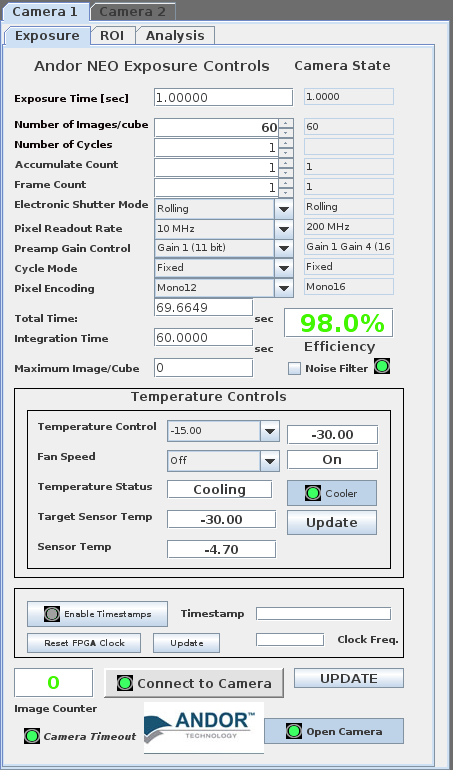 Camera 1 Camera 2
Exposure ROI Analysis
Andor NEO Exposure Controls Camera State
Exposure Time [sec] 1.00000 1.0000
Number of Images/cube 60 60
Number of Cycles 1
Accumulate Count 1 1
Frame Count 1 1
Electronic Shutter Mode Rolling Rolling
Pixel Readout Rate 10 MHz 200 MHz
Preamp Gain Control Gain 1 (11 bit) Gain 1 Gain 4 (16
Cycle Mode Fixed Fixed
Pixel Encoding Mono12 Mono16
Total Time: 69.6649 sec 98.0%
Integration Time 60.0000 sec Efficiency
Maximum Image/Cube 0 Noise Filter
Temperature Controls
Temperature Control -15.00 -30.00
Fan Speed Off On
Temperature Status Cooling Cooler
Target Sensor Temp -30.00 Update
Sensor Temp -4.70
Enable Timestamps Timestamp
Reset FPGA Clock Update Clock Freq.
0 Connect to Camera UPDATE
Image Counter
Camera Timeout ANDOR™ TECHNOLOGY Open Camera